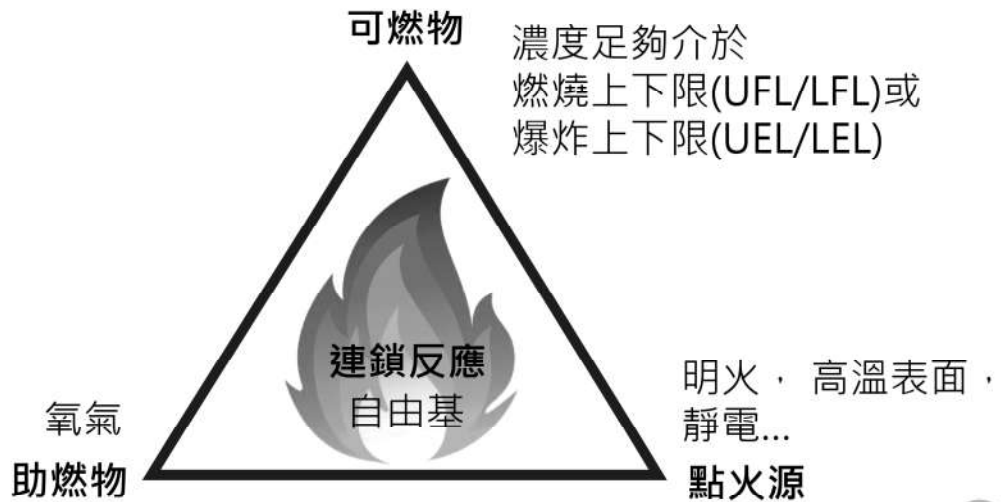 可燃物
濃度足夠介於
燃燒上下限(UFL/LFL)或
爆炸上下限(UEL/LEL)
連鎖反應
自由基
氧氣
助燃物
明火， 高溫表面，
靜電...
點火源